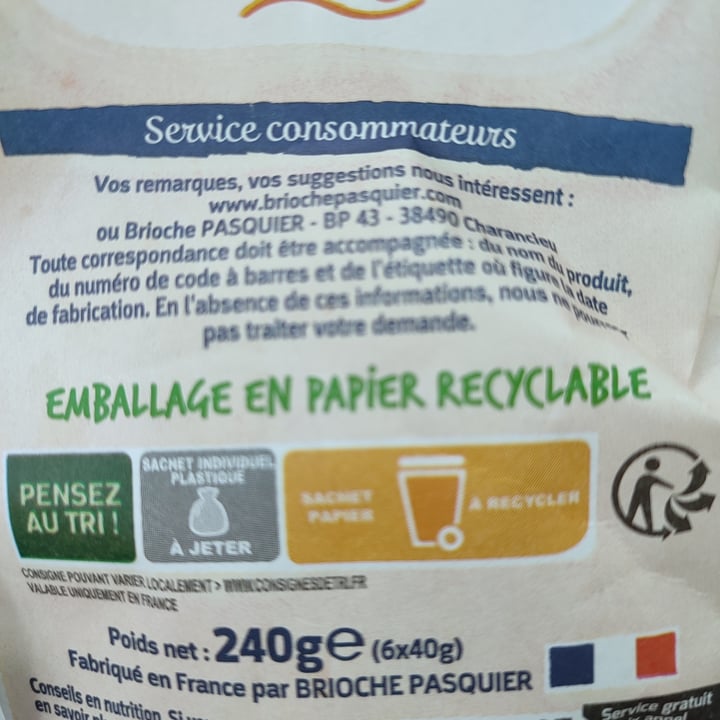 Service consommateurs
Vos remarques, vos suggestions nous intéressent :
www.briochepasquier.com
ou Brioche PASQUIER - BP 43 - 38490 Charancieu
Toute correspondance doit être accompagnée : du nom du produit,
du numéro de code à barres et de l'étiquette où figure la date
de fabrication. En l'absence de ces informations, nous ne
pas traiter votre demande.
EMBALLAGE EN PAPIER RECYCLABLE
PENSEZ
AU TRI !
SACHET INDIVIDUEL
PLASTIQUE
À JETER
SACHET
PAPIER
À RECYCLER
CONSIGNE POUVANT VARIER LOCALEMENT > WWW.CONSIGNESDETRI.FR
VALABLE UNIQUEMENT EN FRANCE
Poids net : 240g℮ (6x40g)
Fabriqué en France par BRIOCHE PASQUIER
Conseils en nutrition.
en savoir
Service gratuit